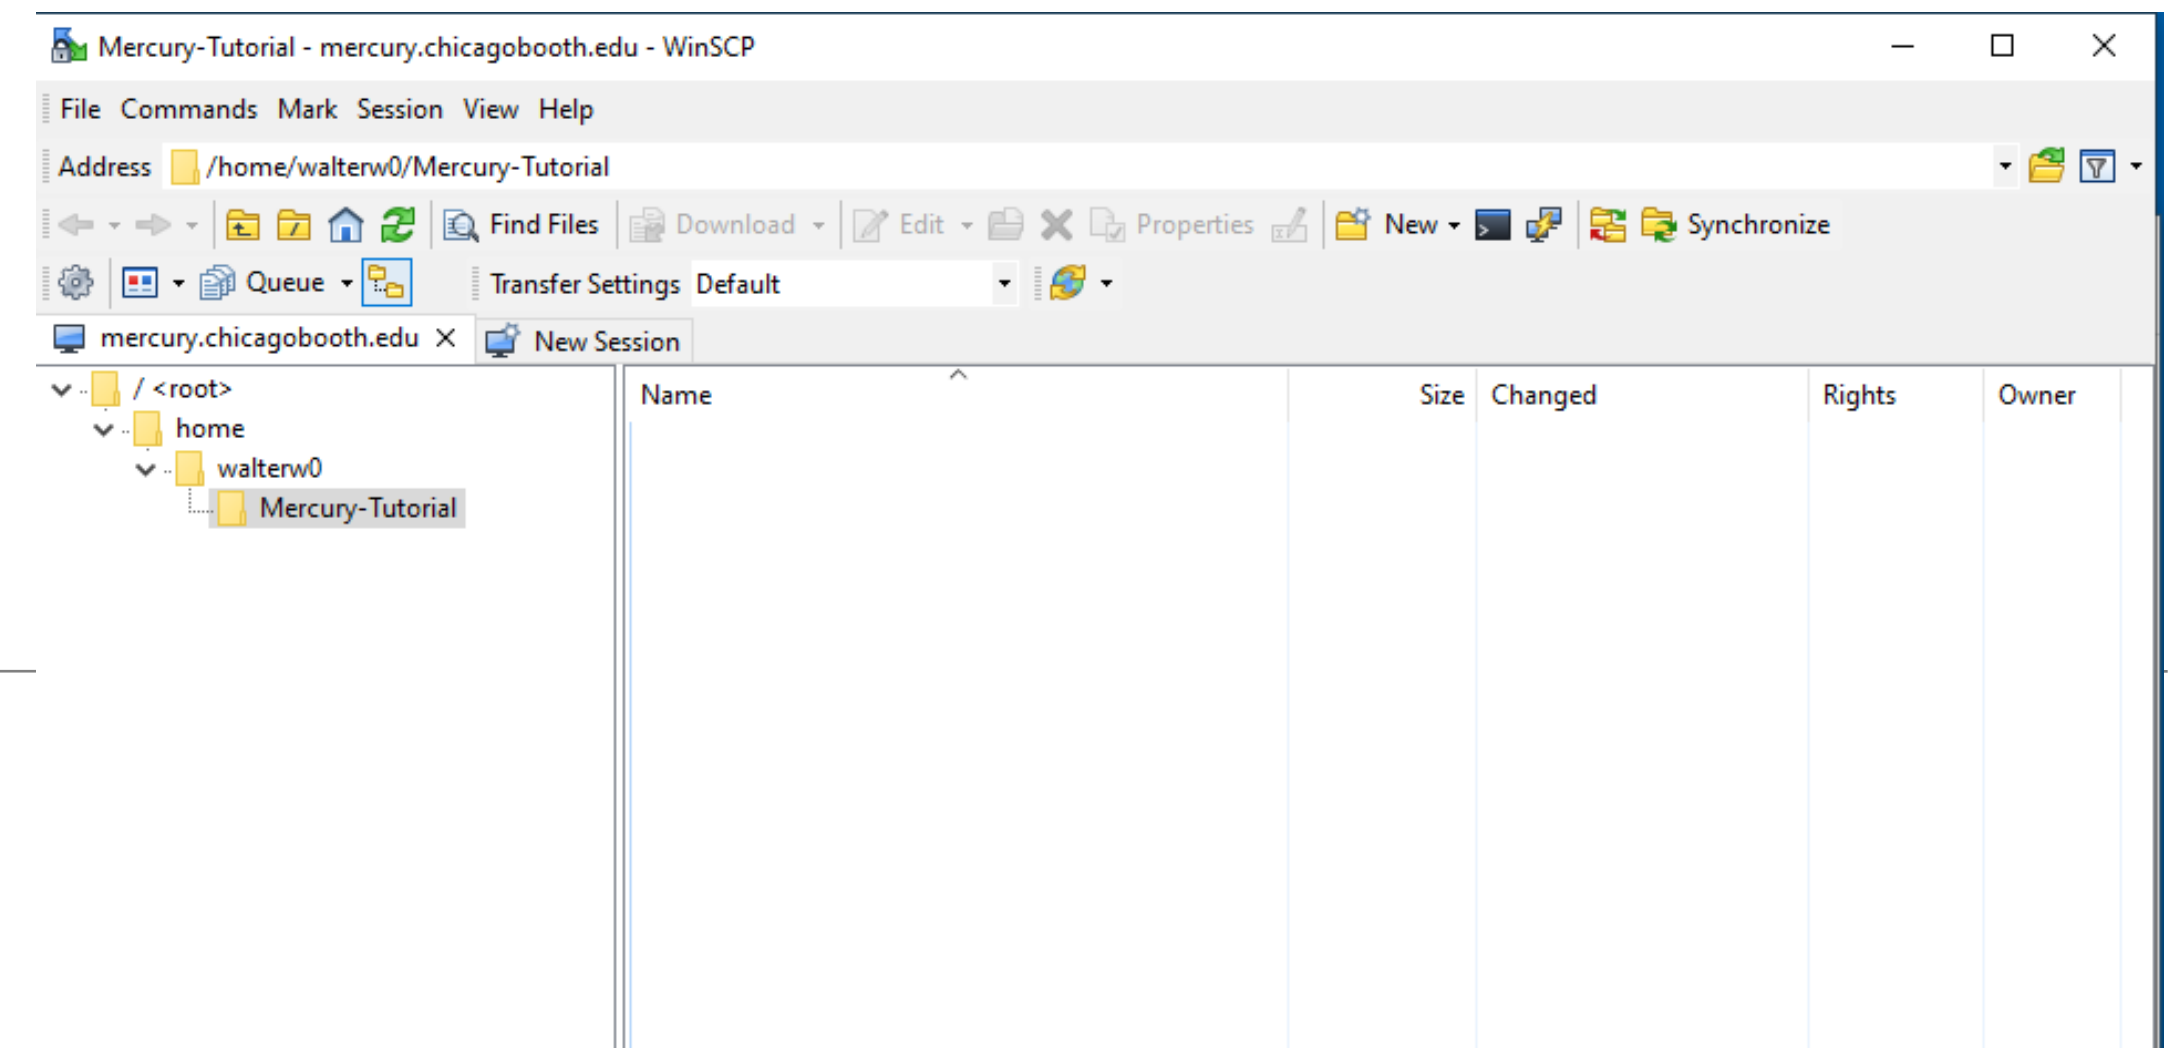 Mercury-Tutorial - mercury.chicagobooth.edu - WinSCP
File Commands Mark Session View Help
Address /home/walterw0/Mercury-Tutorial
Find Files Download Edit Properties New Synchronize
Queue Transfer Settings Default
mercury.chicagobooth.edu New Session
/ <root>
Name Size Changed Rights Owner
home
walterw0
Mercury-Tutorial